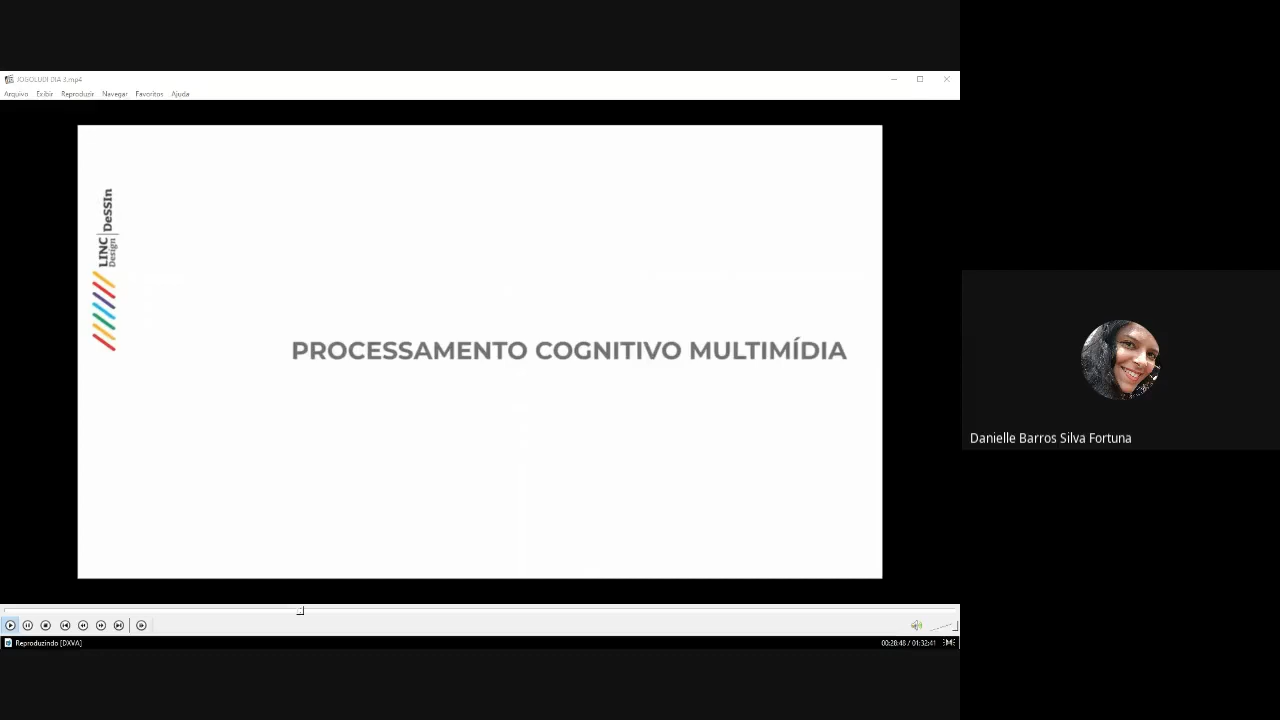 JOGOLUDI DIA 3.mp4
Arquivo Exibir Reproduzir Navegar Favoritos Ajuda
LINC DeSSIn
Design
PROCESSAMENTO COGNITIVO MULTIMÍDIA
Danielle Barros Silva Fortuna
Reproduzindo [DXVA]
00:28:48 / 01:32:41